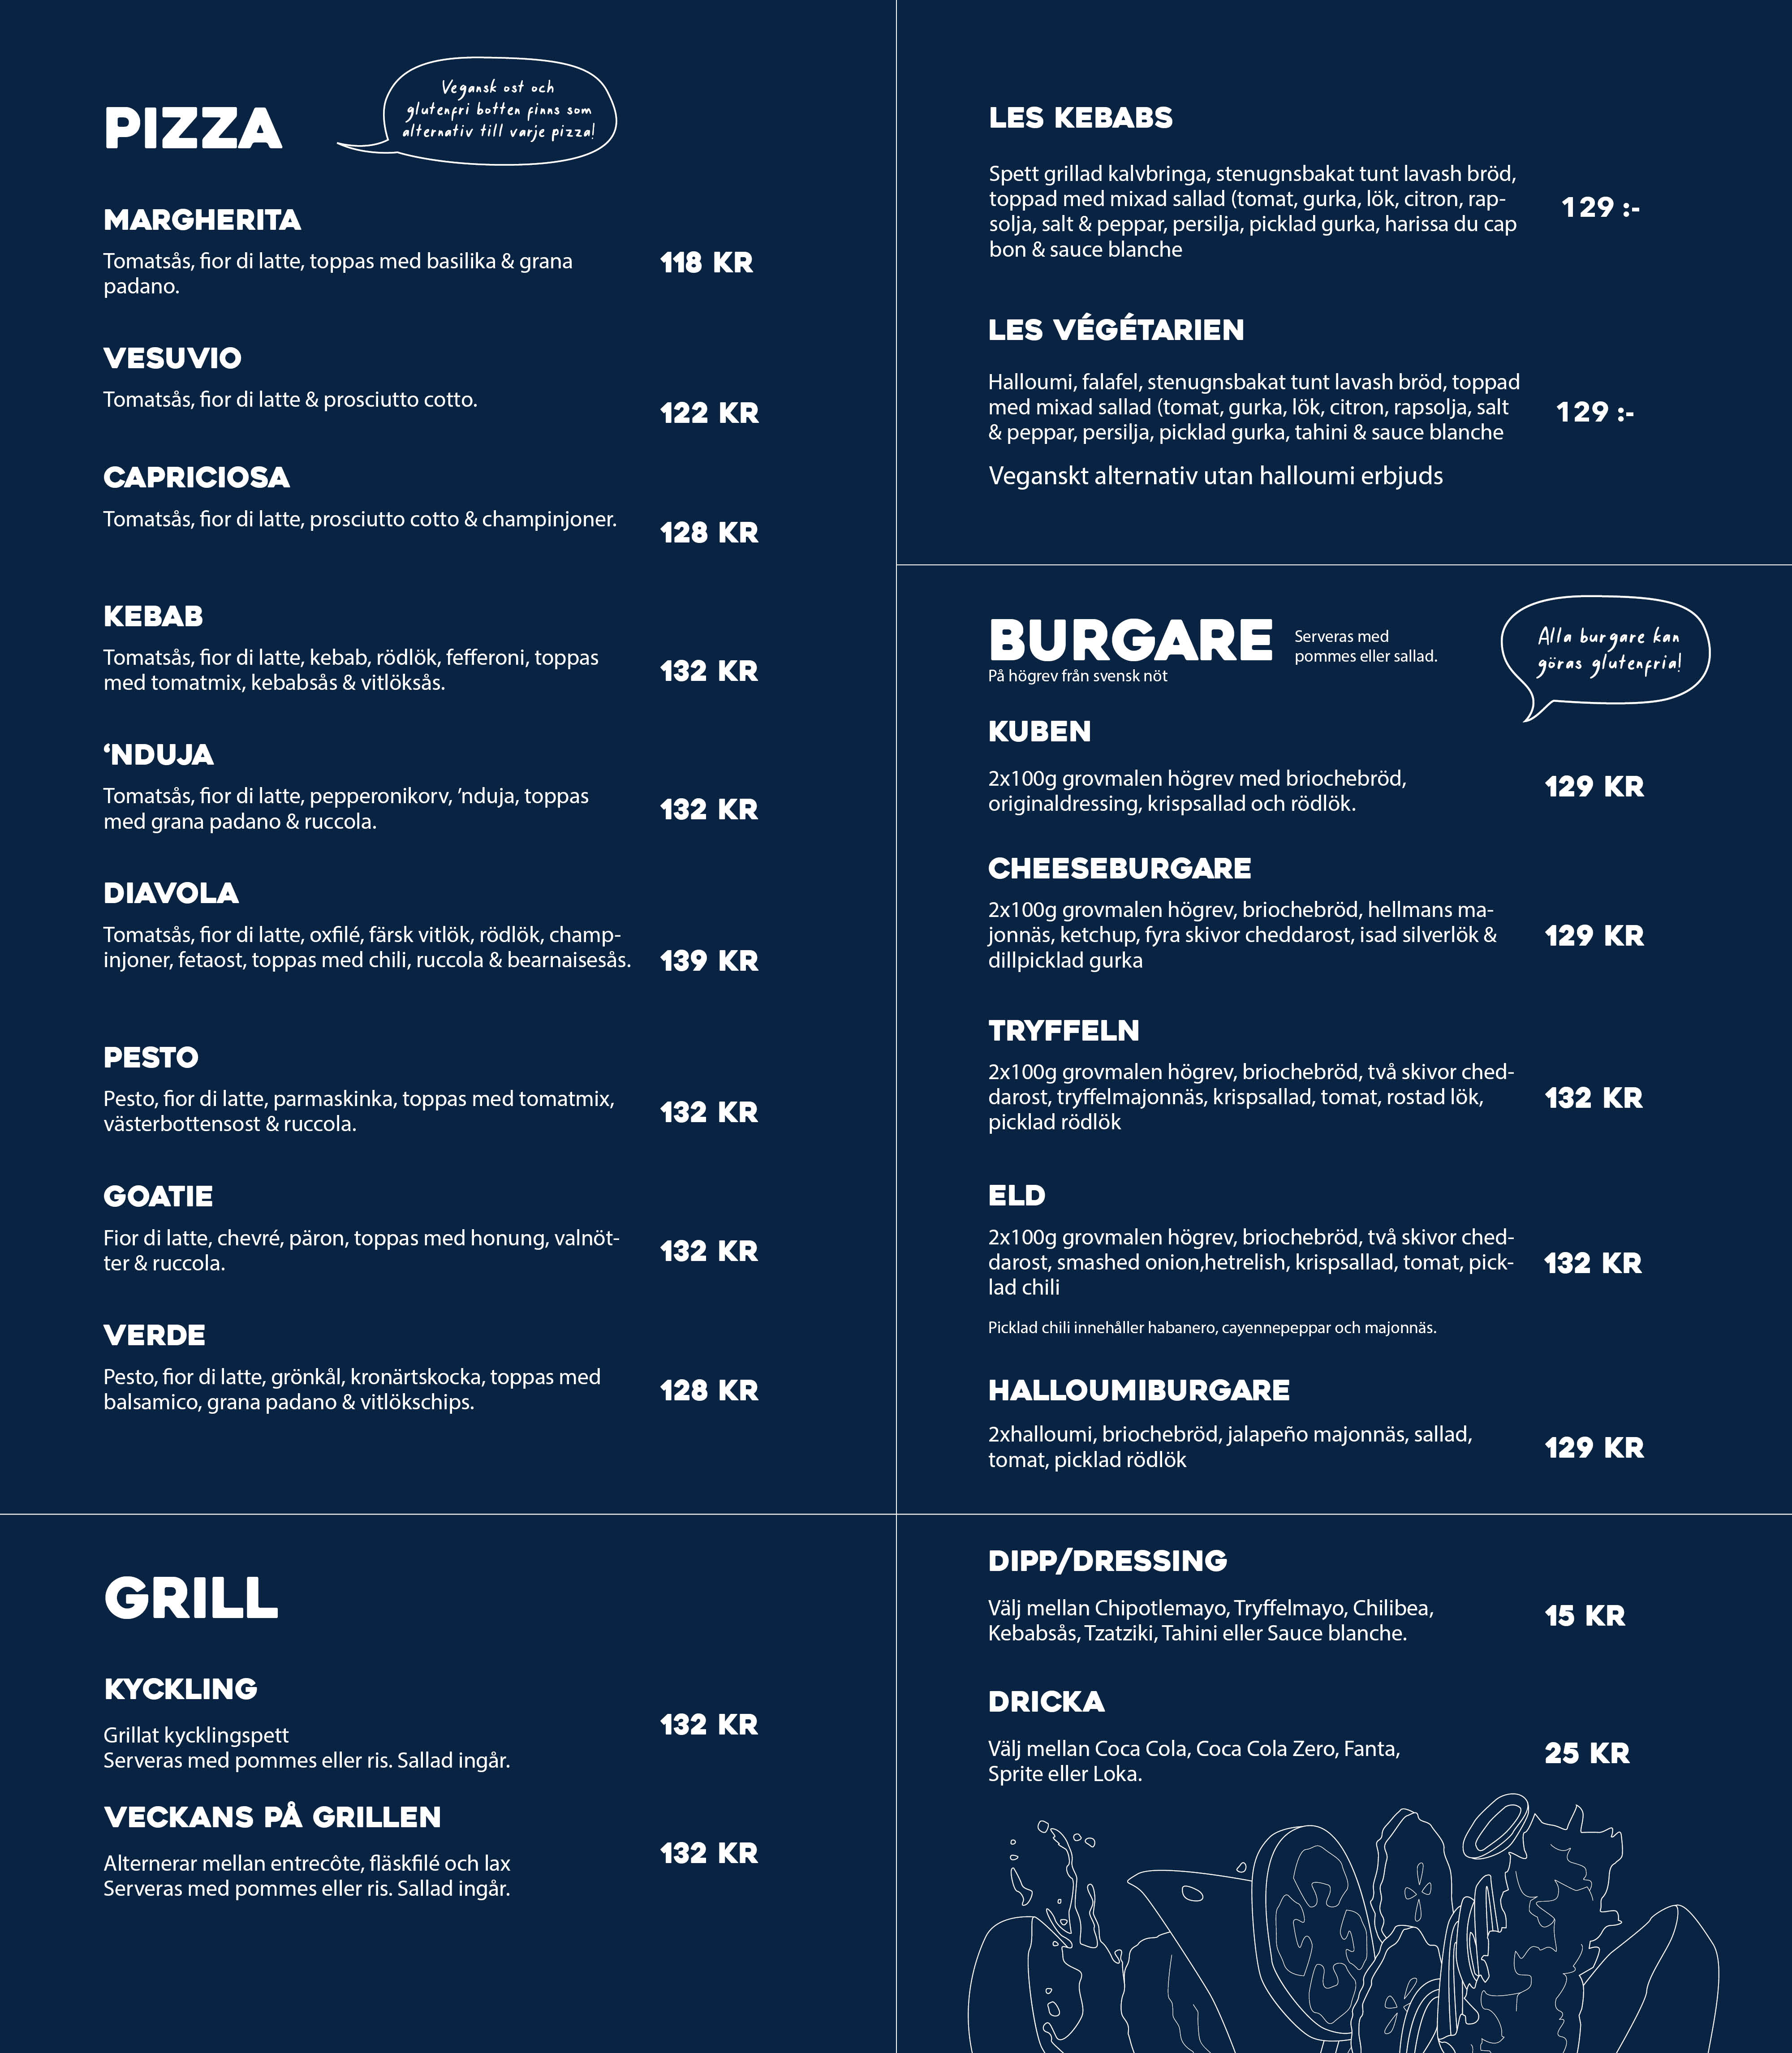 PIZZA
Vegansk ost och
glutenfri botten finns som
alternativ till varje pizza!
MARGHERITA
Tomatsås, fior di latte, toppas med basilika & grana
padano.
118 KR
VESUVIO
Tomatsås, fior di latte & prosciutto cotto.
122 KR
CAPRICIOSA
Tomatsås, fior di latte, prosciutto cotto & champinjoner.
128 KR
KEBAB
Tomatsås, fior di latte, kebab, rödlök, fefferoni, toppas
med tomatmix, kebabsås & vitlöksås.
132 KR
‘NDUJA
Tomatsås, fior di latte, pepperonikorv, ’nduja, toppas
med grana padano & ruccola.
132 KR
DIAVOLA
Tomatsås, fior di latte, oxfilé, färsk vitlök, rödlök, champ-
injoner, fetaost, toppas med chili, ruccola & bearnaisesås.
139 KR
PESTO
Pesto, fior di latte, parmaskinka, toppas med tomatmix,
västerbottensost & ruccola.
132 KR
GOATIE
Fior di latte, chevré, päron, toppas med honung, valnöt-
ter & ruccola.
132 KR
VERDE
Pesto, fior di latte, grönkål, kronärtskocka, toppas med
balsamico, grana padano & vitlökschips.
128 KR
GRILL
KYCKLING
Grillat kycklingspett
Serveras med pommes eller ris. Sallad ingår.
132 KR
VECKANS PÅ GRILLEN
Alternerar mellan entrecôte, fläskfilé och lax
Serveras med pommes eller ris. Sallad ingår.
132 KR
LES KEBABS
Spett grillad kalvbringa, stenugnsbakat tunt lavash bröd,
toppad med mixad sallad (tomat, gurka, lök, citron, rap-
solja, salt & peppar, persilja, picklad gurka, harissa du cap
bon & sauce blanche
129 :-
LES VÉGÉTARIEN
Halloumi, falafel, stenugnsbakat tunt lavash bröd, toppad
med mixad sallad (tomat, gurka, lök, citron, rapsolja, salt
& peppar, persilja, picklad gurka, tahini & sauce blanche
129 :-
Veganskt alternativ utan halloumi erbjuds
BURGARE
Serveras med
pommes eller sallad.
På högrev från svensk nöt
Alla burgare kan
göras glutenfria!
KUBEN
2x100g grovmalen högrev med briochebröd,
originaldressing, krispsallad och rödlök.
129 KR
CHEESEBURGARE
2x100g grovmalen högrev, briochebröd, hellmans ma-
jonnäs, ketchup, fyra skivor cheddarost, isad silverlök &
dillpicklad gurka
129 KR
TRYFFELN
2x100g grovmalen högrev, briochebröd, två skivor ched-
darost, tryffelmajonnäs, krispsallad, tomat, rostad lök,
picklad rödlök
132 KR
ELD
2x100g grovmalen högrev, briochebröd, två skivor ched-
darost, smashed onion,hetrelish, krispsallad, tomat, pick-
lad chili
132 KR
Picklad chili innehåller habanero, cayennepeppar och majonnäs.
HALLOUMIBURGARE
2xhalloumi, briochebröd, jalapeño majonnäs, sallad,
tomat, picklad rödlök
129 KR
DIPP/DRESSING
Välj mellan Chipotlemayo, Tryffelmayo, Chilibea,
Kebabsås, Tzatziki, Tahini eller Sauce blanche.
15 KR
DRICKA
Välj mellan Coca Cola, Coca Cola Zero, Fanta,
Sprite eller Loka.
25 KR